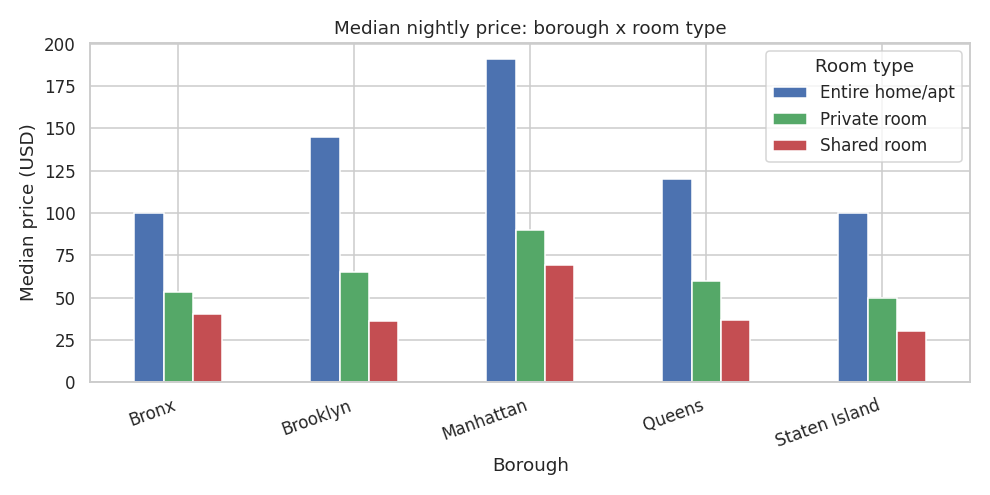 Median nightly price: borough x room type
Median price (USD)
200
175
150
125
100
75
50
25
0
Room type
Entire home/apt
Private room
Shared room
Bronx
Brooklyn
Manhattan
Queens
Staten Island
Borough